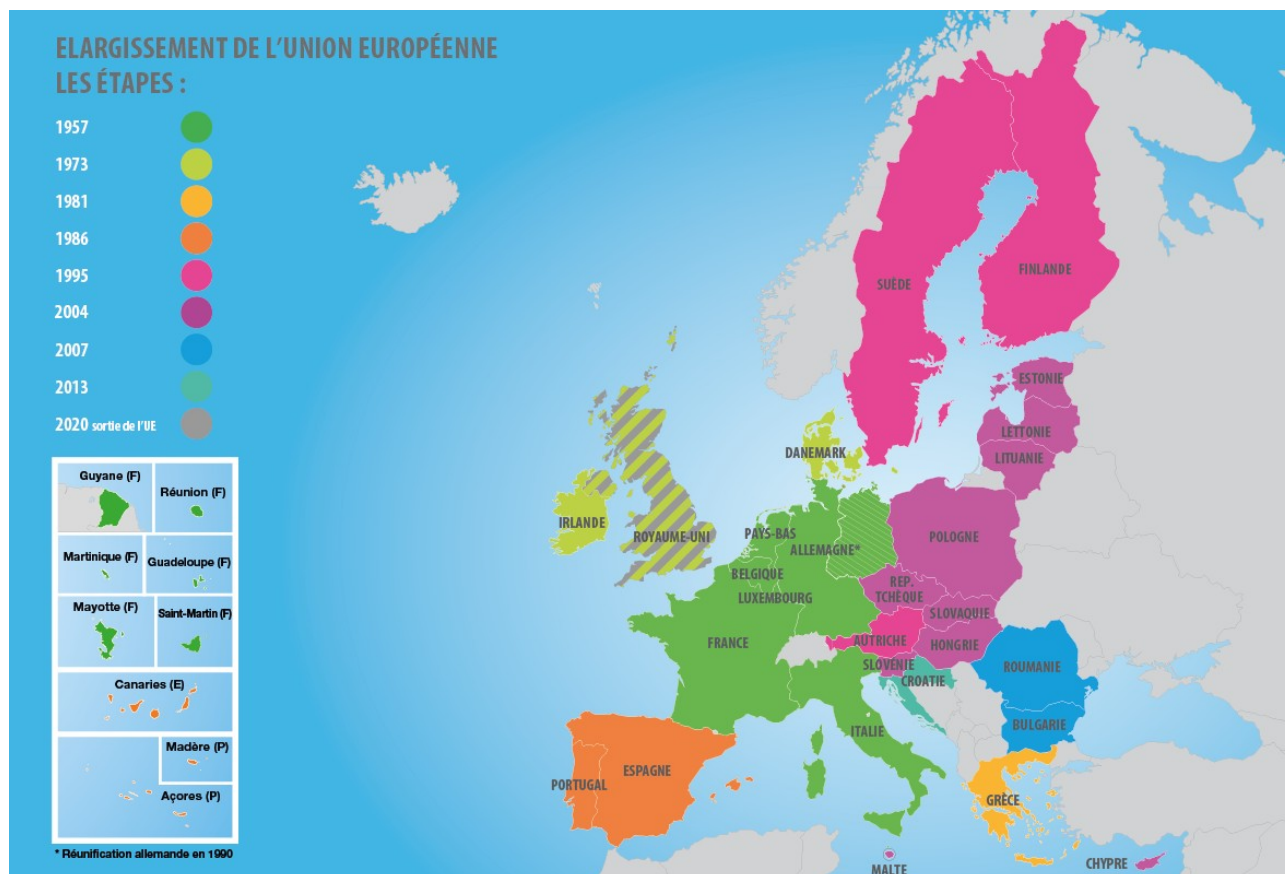 ELARGISSEMENT DE L'UNION EUROPÉENNE
LES ÉTAPES :
1957
1973
1981
1986
1995
2004
2007
2013
2020 sortie de l'UE
Guyane (F)
Réunion (F)
Martinique (F)
Guadeloupe (F)
Mayotte (F)
Saint-Martin (F)
Canaries (E)
Madère (P)
Açores (P)
* Réunification allemande en 1990
SUÈDE
FINLANDE
ESTONIE
LETTONIE
LITUANIE
DANEMARK
IRLANDE
ROYAUME-UNI
PAYS-BAS
ALLEMAGNE*
POLOGNE
BELGIQUE
LUXEMBOURG
REP.
TCHÈQUE
SLOVAQUIE
FRANCE
AUTRICHE
HONGRIE
SLOVÉNIE
CROATIE
ROUMANIE
ITALIE
BULGARIE
PORTUGAL
ESPAGNE
GRÈCE
MALTE
CHYPRE